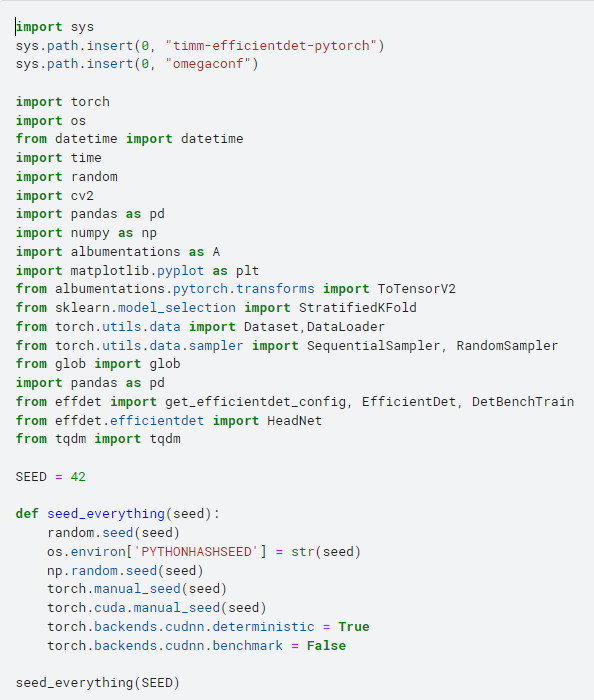 import sys
sys.path.insert(0, "timm-efficientdet-pytorch")
sys.path.insert(0, "omegaconf")

import torch
import os
from datetime import datetime
import time
import random
import cv2
import pandas as pd
import numpy as np
import albumentations as A
import matplotlib.pyplot as plt
from albumentations.pytorch.transforms import ToTensorV2
from sklearn.model_selection import StratifiedKFold
from torch.utils.data import Dataset,DataLoader
from torch.utils.data.sampler import SequentialSampler, RandomSampler
from glob import glob
import pandas as pd
from effdet import get_efficientdet_config, EfficientDet, DetBenchTrain
from effdet.efficientdet import HeadNet
from tqdm import tqdm

SEED = 42

def seed_everything(seed):
    random.seed(seed)
    os.environ['PYTHONHASHSEED'] = str(seed)
    np.random.seed(seed)
    torch.manual_seed(seed)
    torch.cuda.manual_seed(seed)
    torch.backends.cudnn.deterministic = True
    torch.backends.cudnn.benchmark = False

seed_everything(SEED)